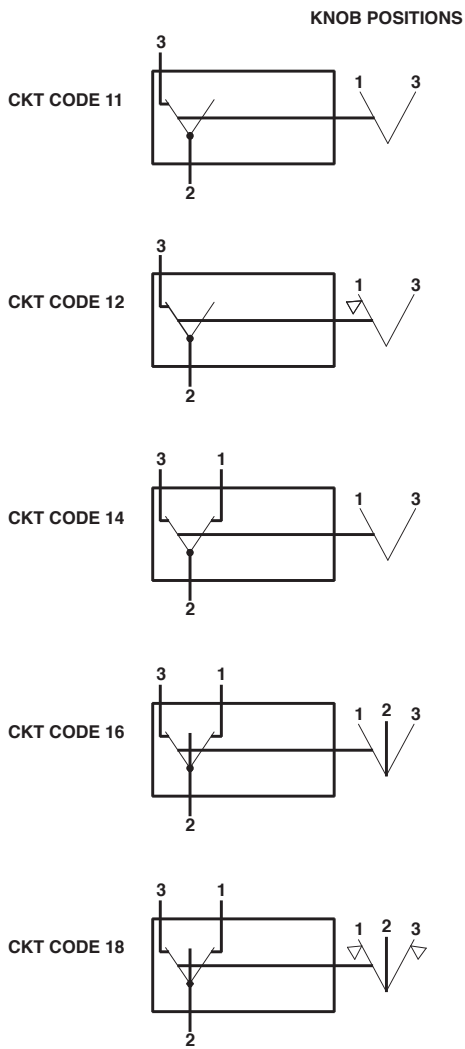 KNOB POSITIONS
3
CKT CODE 11
1 3
2
3
CKT CODE 12
1 3
2
3 1
CKT CODE 14
1 3
2
3 1
CKT CODE 16
1 2 3
2
3 1
CKT CODE 18
1 2 3
2